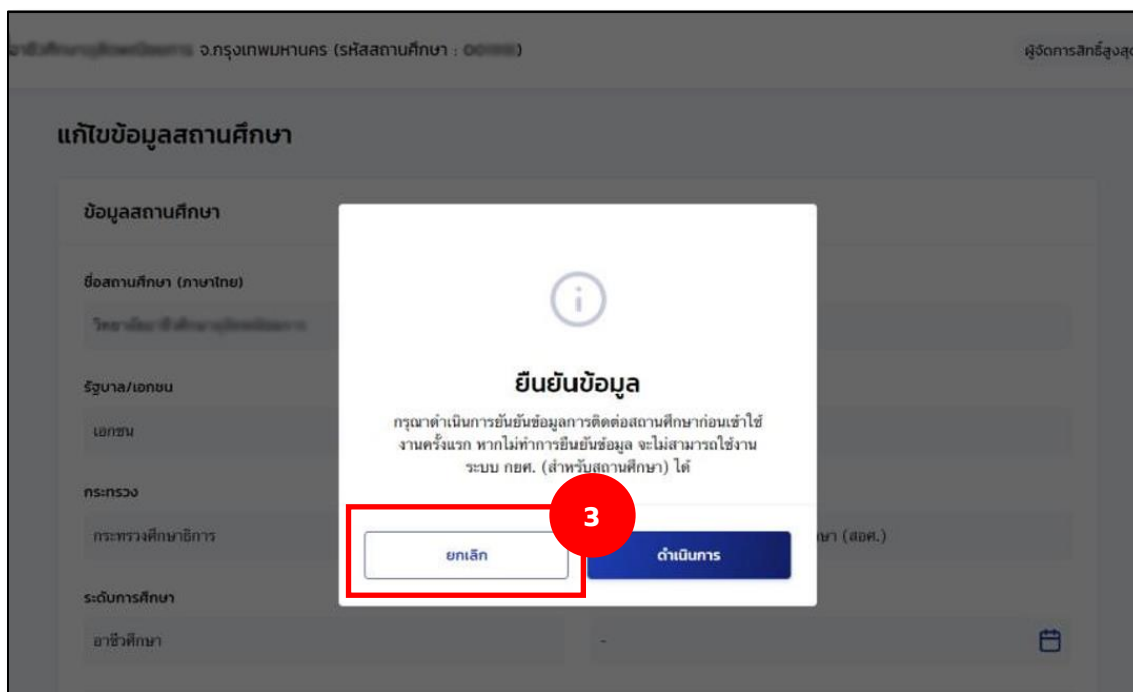 จ.กรุงเทพมหานคร (รหัสสถานศึกษา : 00 )
ผู้จัดการสิทธิ์สูงสุด
แก้ไขข้อมูลสถานศึกษา
ข้อมูลสถานศึกษา
ชื่อสถานศึกษา (ภาษาไทย)
รัฐบาล/เอกชน
เอกชน
กระทรวง
กระทรวงศึกษาธิการ
(สอศ.)
ระดับการศึกษา
อาชีวศึกษา
-
ยืนยันข้อมูล
กรุณาดำเนินการยันยันข้อมูลการติดต่อสถานศึกษาก่อนเข้าใช้
งานครั้งแรก หากไม่ทำการยืนยันข้อมูล จะไม่สามารถใช้งาน
ระบบ กยศ. (สำหรับสถานศึกษา) ได้
3
ยกเลิก
ดำเนินการ